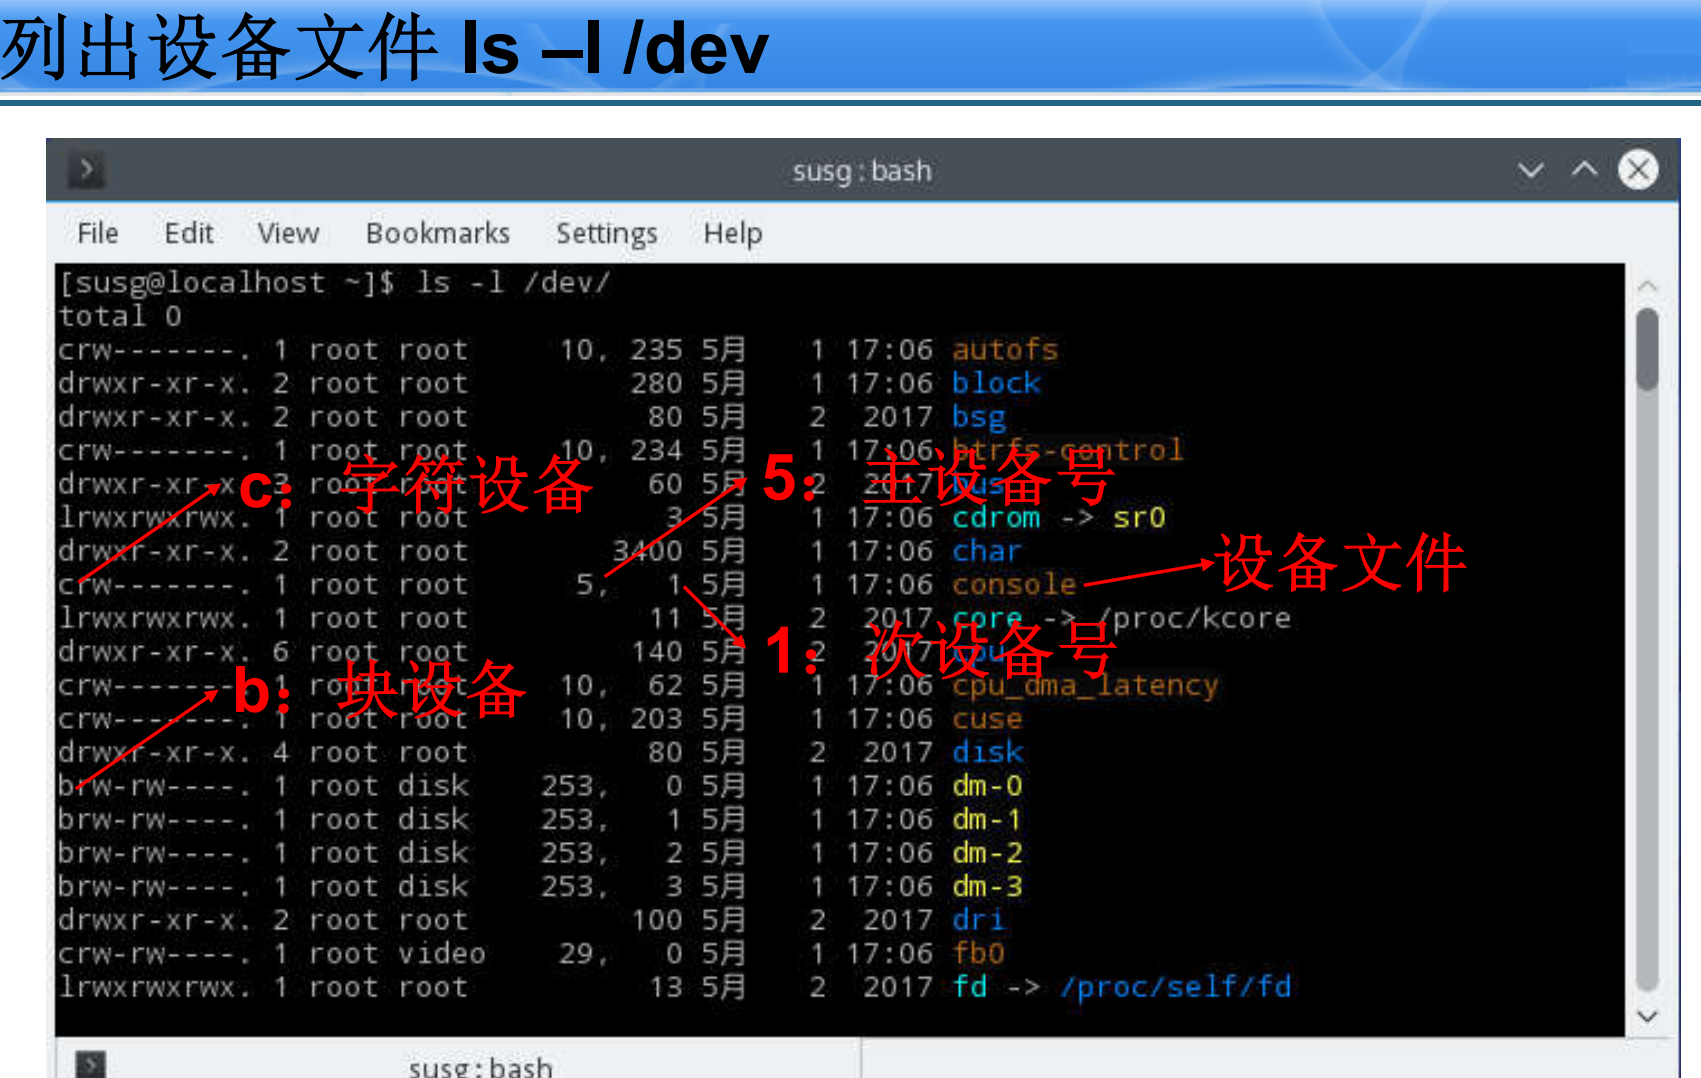 列出设备文件 ls –l /dev
susg : bash
File Edit View Bookmarks Settings Help
[susg@localhost ~]$ ls -l /dev/
total 0
crw-------. 1 root root 10, 235 5月 1 17:06 autofs
drwxr-xr-x. 2 root root 280 5月 1 17:06 block
drwxr-xr-x. 2 root root 80 5月 2 2017 bsg
crw-------. 1 root root 10, 234 5月 1 17:06 btrfs-control
drwxr-xr-x. 3 root root 60 5月 2 2017 bus
c：字符设备
5：主设备号
lrwxrwxrwx. 1 root root 3 5月 1 17:06 cdrom -> sr0
drwxr-xr-x. 2 root root 3400 5月 1 17:06 char
设备文件
crw-------. 1 root root 5, 1 5月 1 17:06 console
lrwxrwxrwx. 1 root root 11 5月 2 2017 core -> /proc/kcore
drwxr-xr-x. 6 root root 140 5月 2 2017 cpu
1：次设备号
crw-------. 1 root root 10, 62 5月 1 17:06 cpu_dma_latency
b：块设备
crw-------. 1 root root 10, 203 5月 1 17:06 cuse
drwxr-xr-x. 4 root root 80 5月 2 2017 disk
brw-rw----. 1 root disk 253, 0 5月 1 17:06 dm-0
brw-rw----. 1 root disk 253, 1 5月 1 17:06 dm-1
brw-rw----. 1 root disk 253, 2 5月 1 17:06 dm-2
brw-rw----. 1 root disk 253, 3 5月 1 17:06 dm-3
drwxr-xr-x. 2 root root 100 5月 2 2017 dri
crw-rw----. 1 root video 29, 0 5月 1 17:06 fb0
lrwxrwxrwx. 1 root root 13 5月 2 2017 fd -> /proc/self/fd
susg : bash